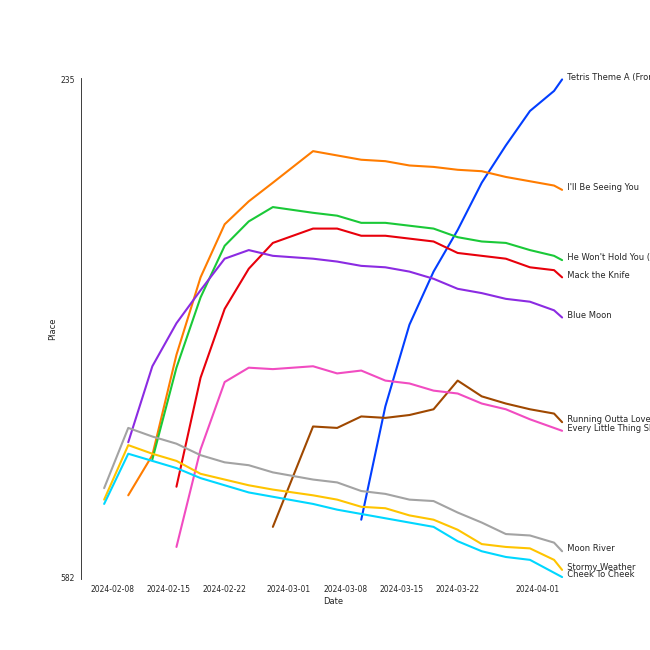 235
Tetris Theme A (Fro
I'll Be Seeing You
He Won't Hold You (
Mack the Knife
Blue Moon
Place
Running Outta Love
Every Little Thing S
Moon River
Stormy Weather
Cheek To Cheek
582
2024-02-08 2024-02-15 2024-02-22 2024-03-01 2024-03-08 2024-03-15 2024-03-22 2024-04-01
Date